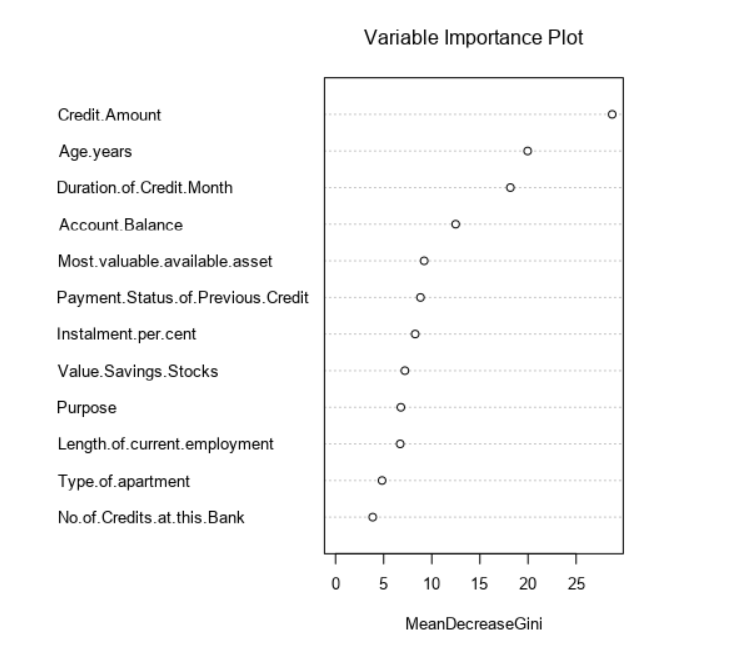 Variable Importance Plot
Credit.Amount
Age.years
Duration.of.Credit.Month
Account.Balance
Most.valuable.available.asset
Payment.Status.of.Previous.Credit
Instalment.per.cent
Value.Savings.Stocks
Purpose
Length.of.current.employment
Type.of.apartment
No.of.Credits.at.this.Bank
0 5 10 15 20 25
MeanDecreaseGini